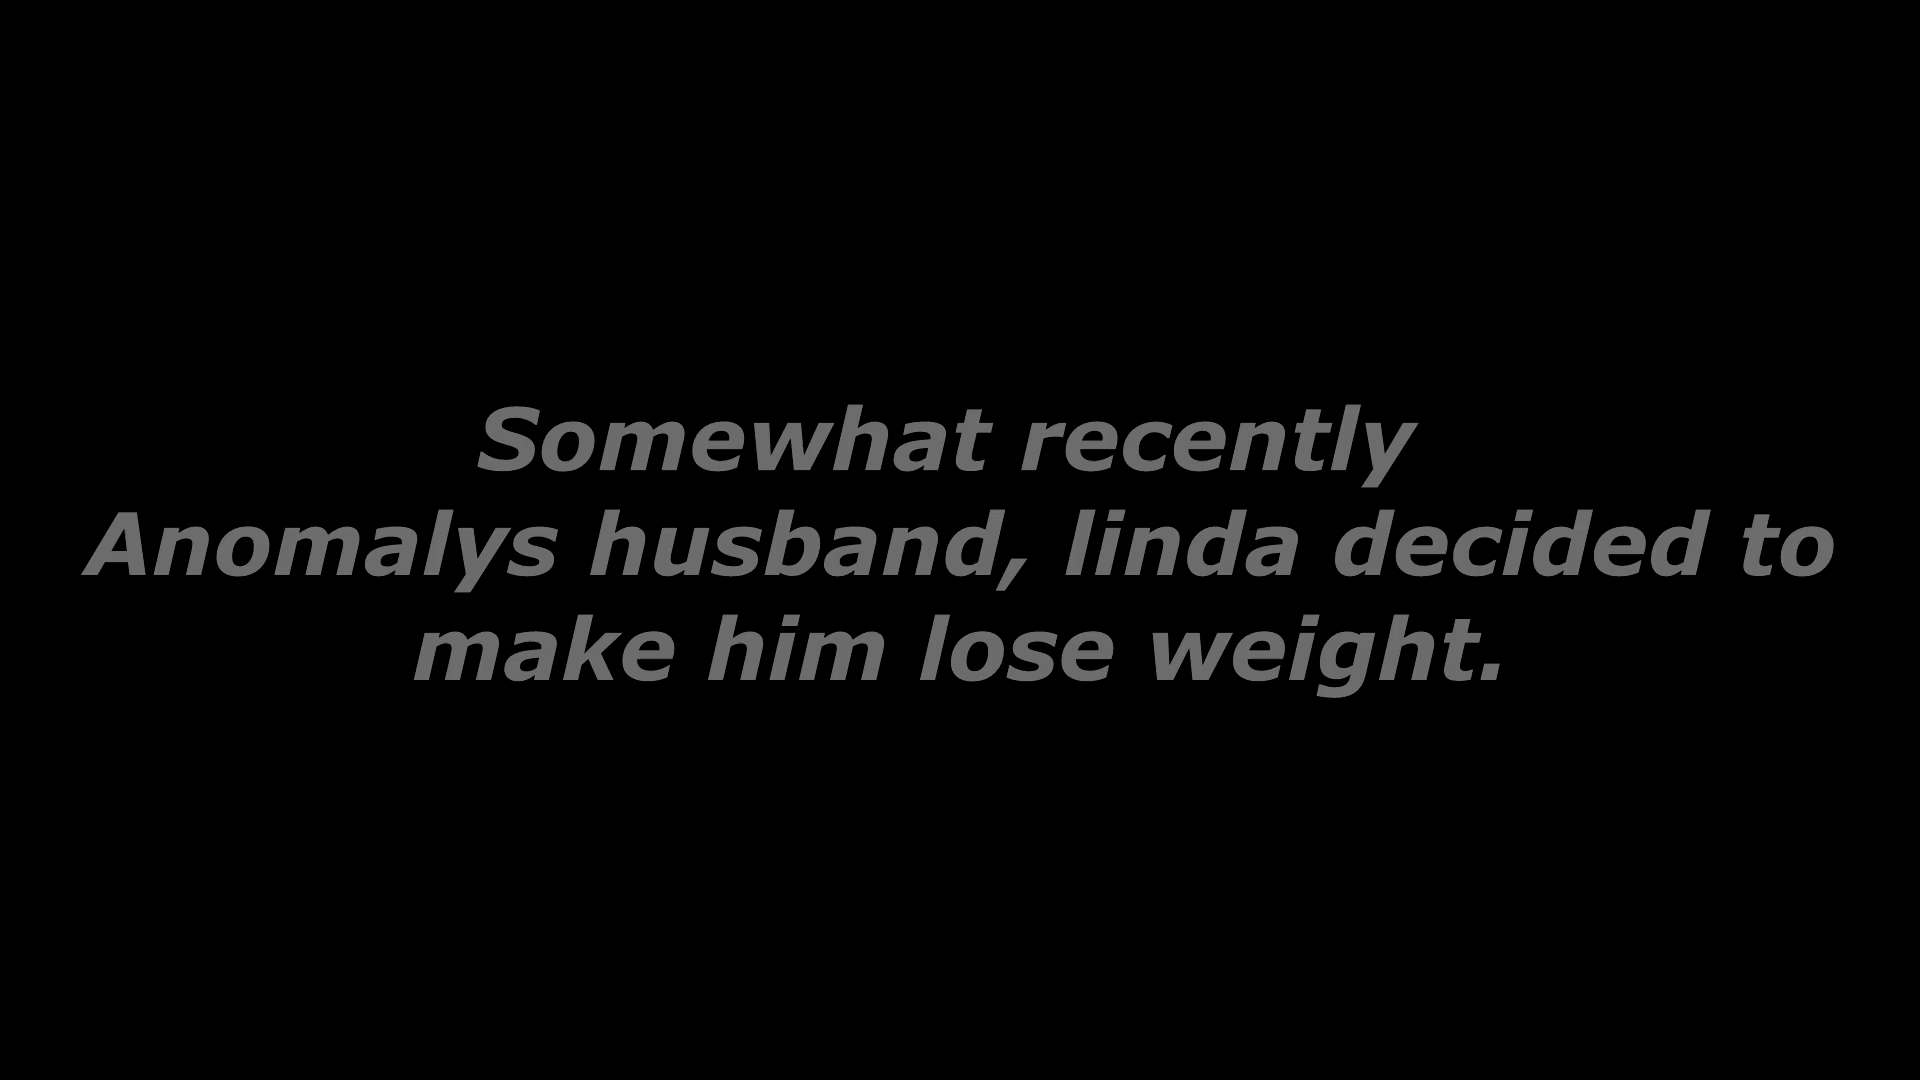 Somewhat recently
Anomalys husband, linda decided to
make him lose weight.